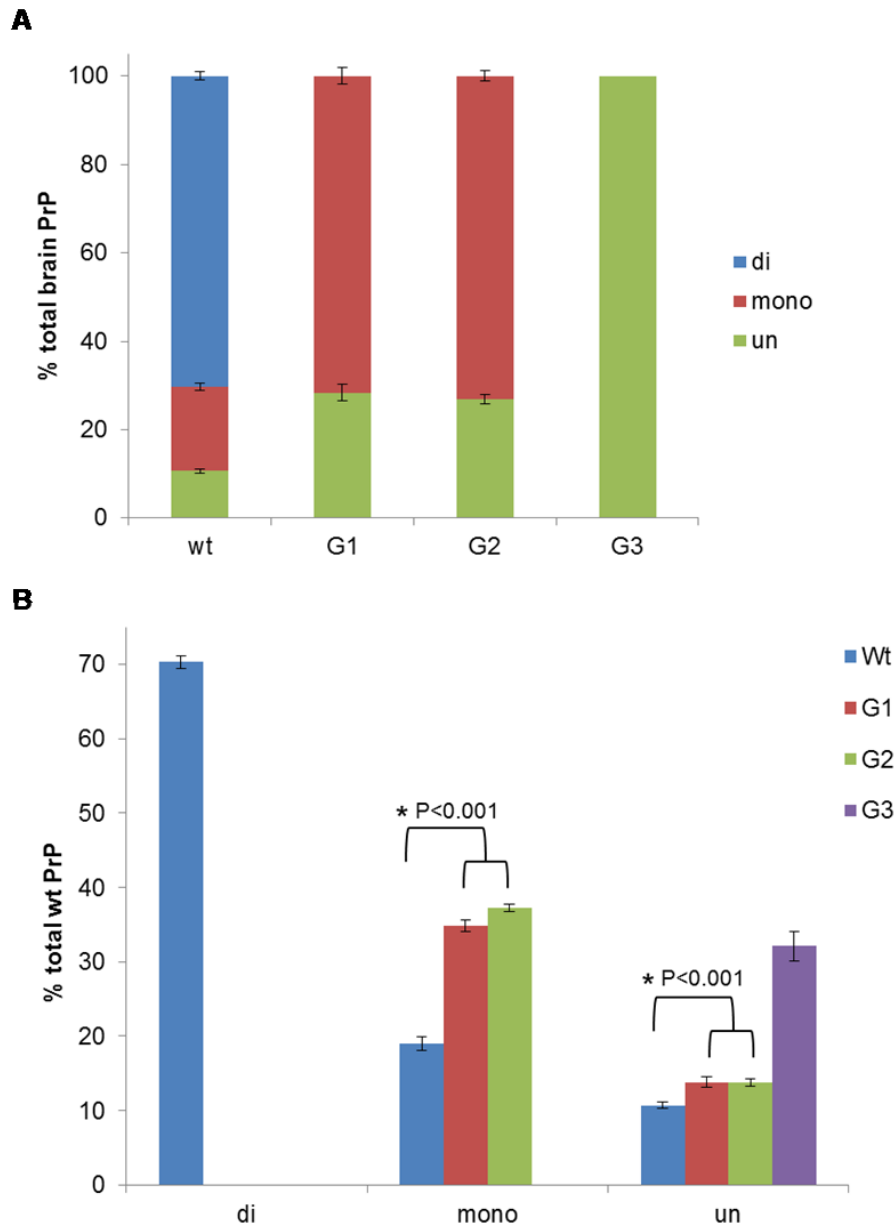 A
% total brain PrP
100
80
60
40
20
0
wt G1 G2 G3
di
mono
un
B
% total wt PrP
70
60
50
40
30
20
10
0
* P<0.001
* P<0.001
di mono un
Wt
G1
G2
G3